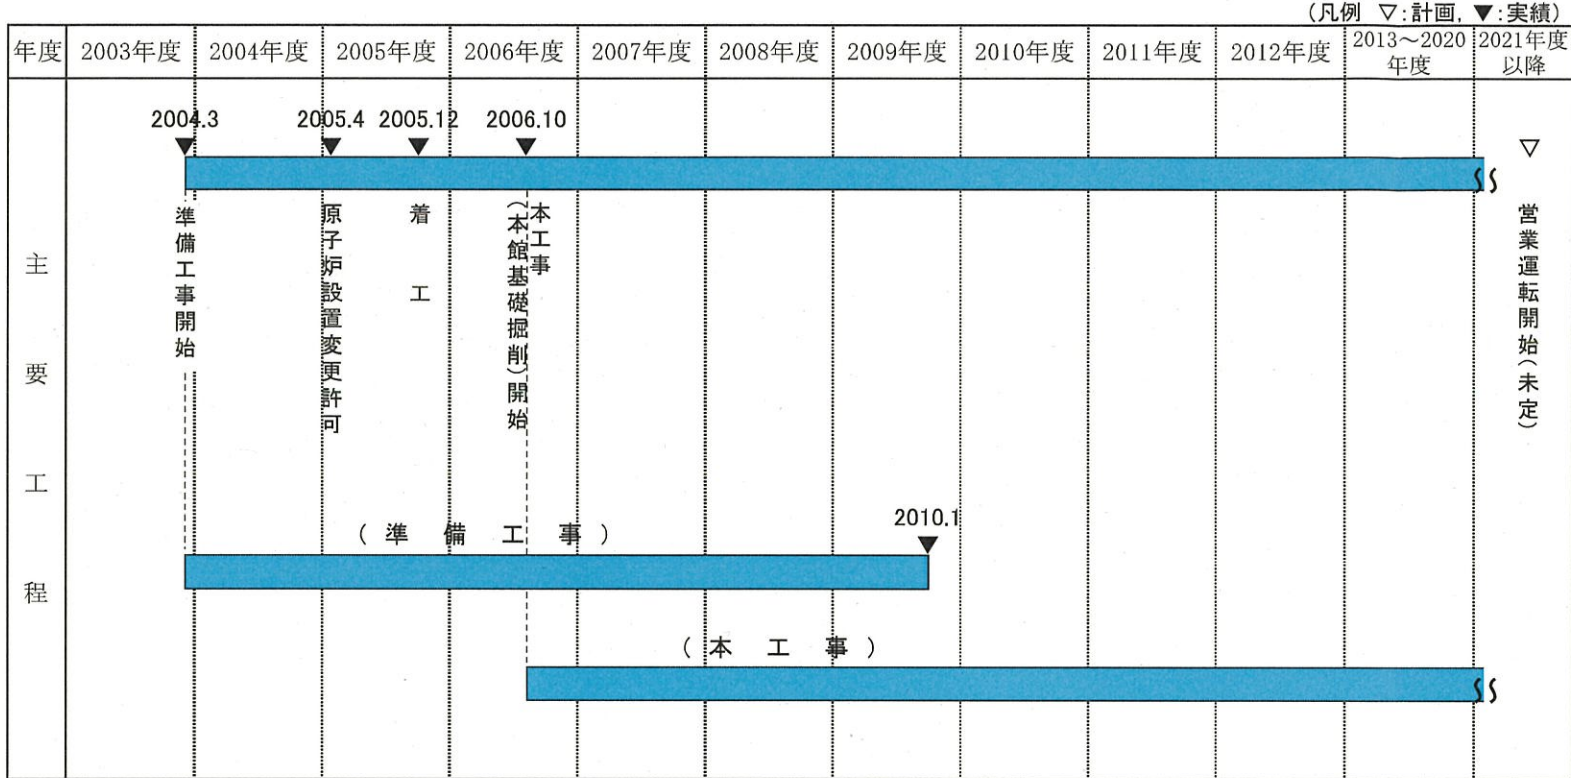 (凡例 ▽:計画, ▼:実績)
年度
2003年度
2004年度
2005年度
2006年度
2007年度
2008年度
2009年度
2010年度
2011年度
2012年度
2013～2020
年度
2021年度
以降
2004.3
2005.4
2005.12
2006.10
▽
準備工事開始
原子炉設置変更許可
着工
本工事
(本館基礎掘削)開始
営業運転開始(未定)
主要工程
(準備工事)
2010.1
(本工事)